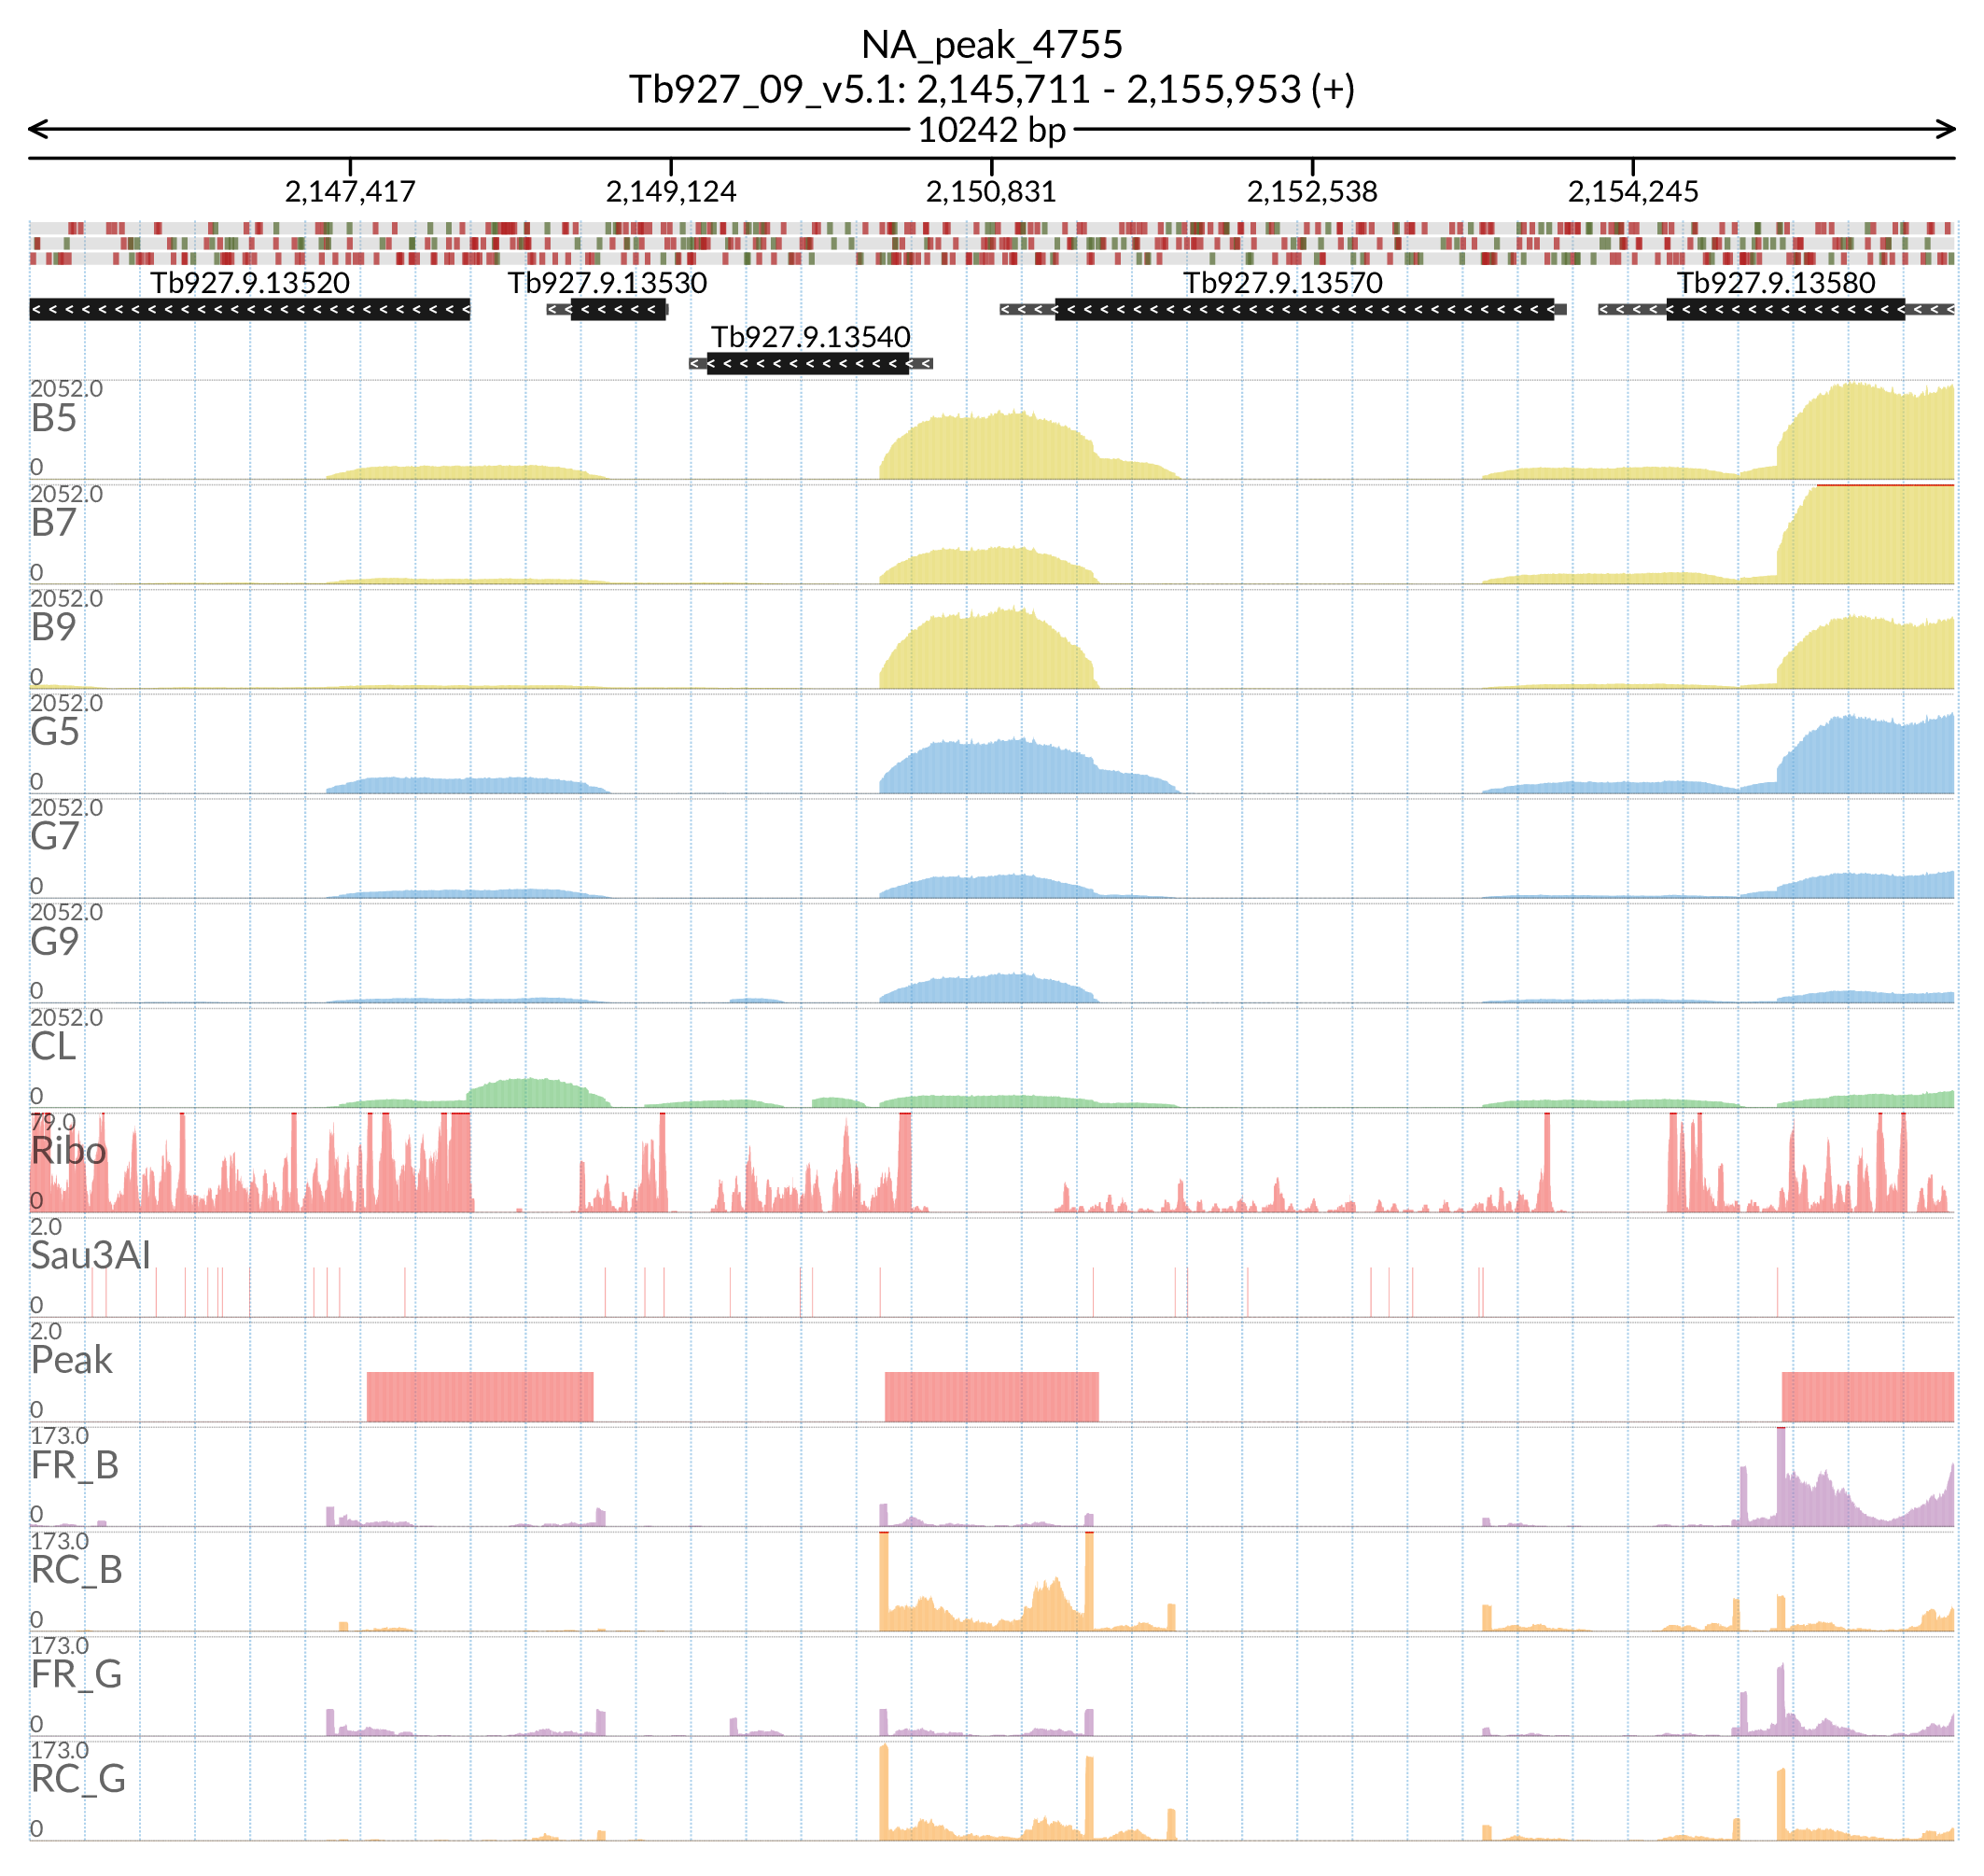 NA_peak_4755
Tb927_09_v5.1: 2,145,711 - 2,155,953 (+)
10242 bp
2,147,417 2,149,124 2,150,831 2,152,538 2,154,245
Tb927.9.13520 Tb927.9.13530 Tb927.9.13570 Tb927.9.13580
Tb927.9.13540
2052.0
B5
0
2052.0
B7
0
2052.0
B9
0
2052.0
G5
0
2052.0
G7
0
2052.0
G9
0
2052.0
CL
0
79.0
Ribo
0
2.0
Sau3AI
0
2.0
Peak
0
173.0
FR_B
0
173.0
RC_B
0
173.0
FR_G
0
173.0
RC_G
0